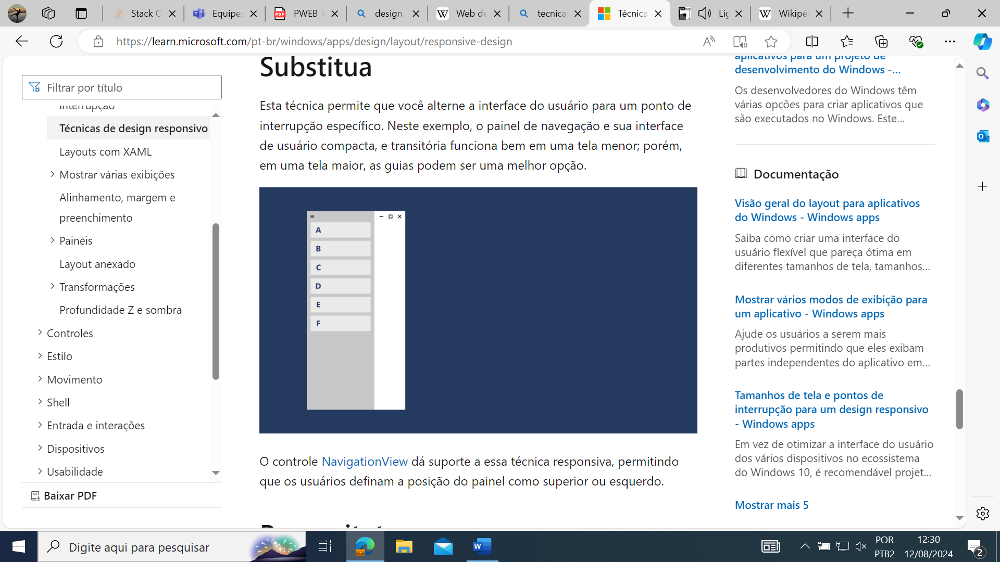 Stack O
Equipes
PWEB_
design
Web de
tecnica
Técnica
Lig
Wikipé
https://learn.microsoft.com/pt-br/windows/apps/design/layout/responsive-design
Filtrar por título
interrupção
Técnicas de design responsivo
Layouts com XAML
Mostrar várias exibições
Alinhamento, margem e
preenchimento
Painéis
Layout anexado
Transformações
Profundidade Z e sombra
Controles
Estilo
Movimento
Shell
Entrada e interações
Dispositivos
Usabilidade
Baixar PDF
Substitua
Esta técnica permite que você alterne a interface do usuário para um ponto de
interrupção específico. Neste exemplo, o painel de navegação e sua interface
de usuário compacta, e transitória funciona bem em uma tela menor; porém,
em uma tela maior, as guias podem ser uma melhor opção.
A
B
C
D
E
F
O controle NavigationView dá suporte a essa técnica responsiva, permitindo
que os usuários definam a posição do painel como superior ou esquerdo.
aplicativos para um projeto de
desenvolvimento do Windows -...
Os desenvolvedores do Windows têm
várias opções para criar aplicativos que
são executados no Windows. Este...
Documentação
Visão geral do layout para aplicativos
do Windows - Windows apps
Saiba como criar uma interface do
usuário flexível que pareça ótima em
diferentes tamanhos de tela, tamanhos...
Mostrar vários modos de exibição para
um aplicativo - Windows apps
Ajude os usuários a serem mais
produtivos permitindo que eles exibam
partes independentes do aplicativo em...
Tamanhos de tela e pontos de
interrupção para um design responsivo
- Windows apps
Em vez de otimizar a interface do usuário
dos vários dispositivos no ecossistema
do Windows 10, é recomendável projet...
Mostrar mais 5
Digite aqui para pesquisar
POR
PTB2
12:30
12/08/2024
2